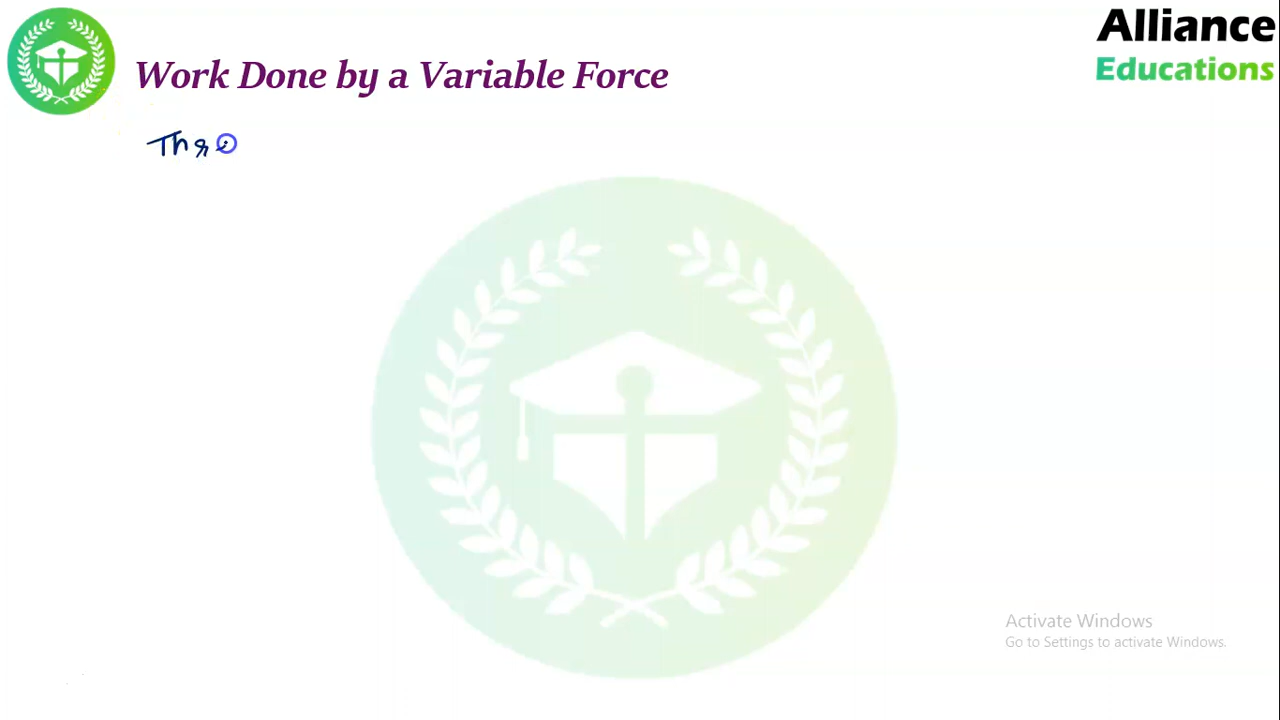 Alliance
Educations
Work Done by a Variable Force
Activate Windows
Go to Settings to activate Windows.